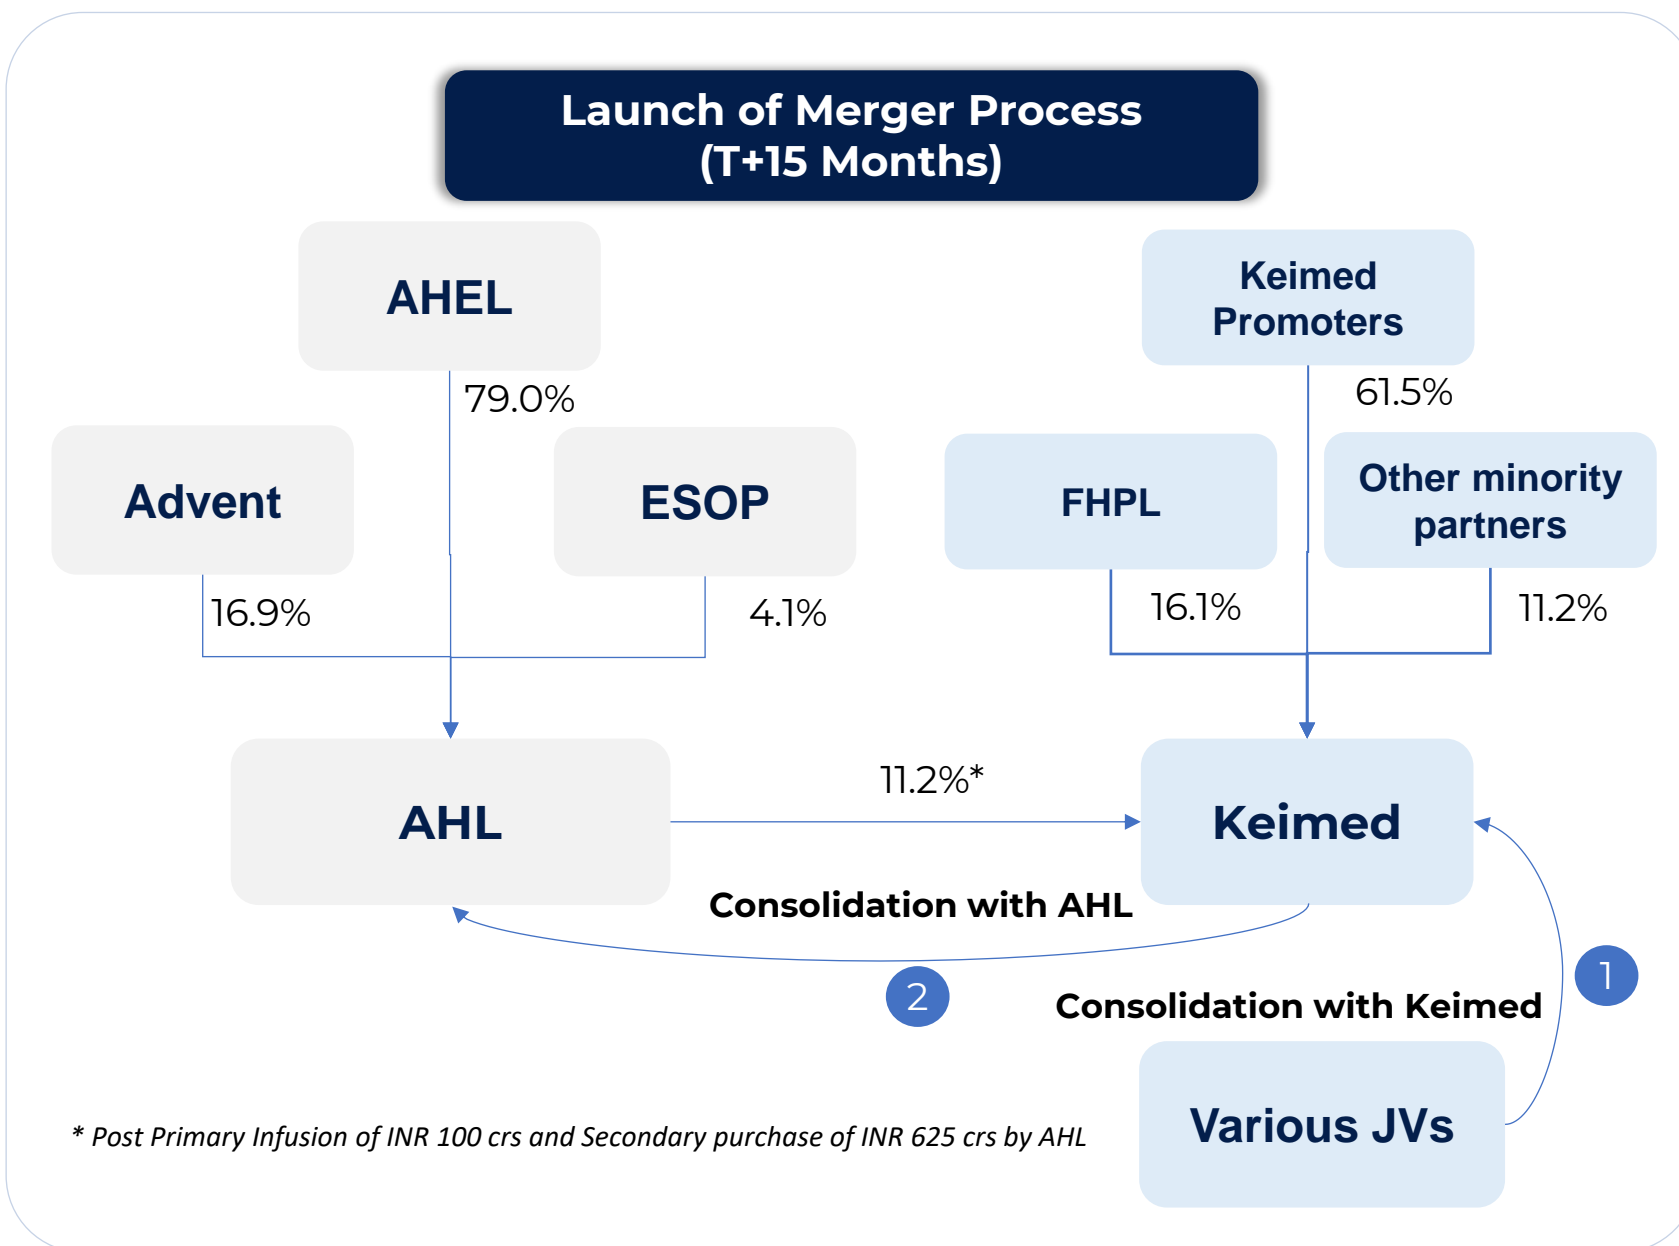 Launch of Merger Process
(T+15 Months)
AHEL
Keimed
Promoters
79.0%
61.5%
Advent
ESOP
FHPL
Other minority
partners
16.9%
4.1%
16.1%
11.2%
11.2%*
AHL
Keimed
Consolidation with AHL
2
1
Consolidation with Keimed
Various JVs
* Post Primary Infusion of INR 100 crs and Secondary purchase of INR 625 crs by AHL